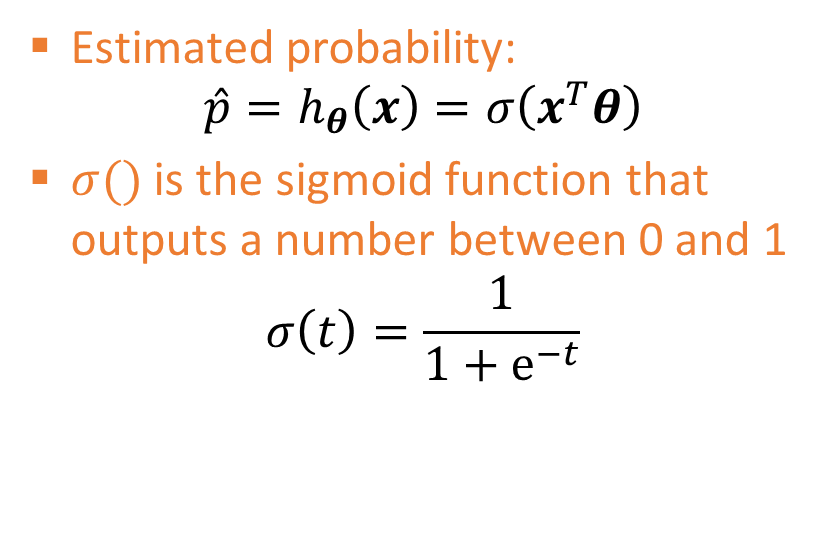 ▪ Estimated probability:
p̂ = h_𝜽(𝒙) = σ(𝒙^T 𝜽)
▪ σ() is the sigmoid function that
outputs a number between 0 and 1
σ(t) = 1 / (1 + e^−t)